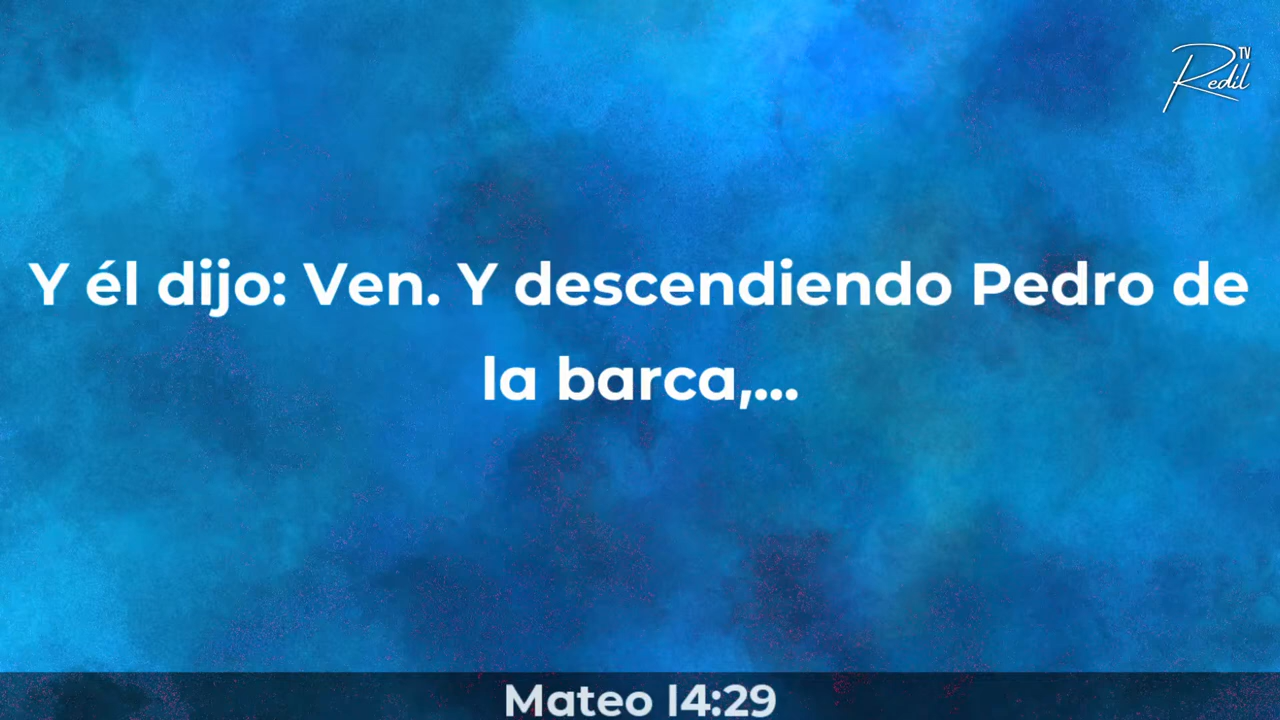 TV
Redil
Y él dijo: Ven. Y descendiendo Pedro de
la barca,...
Mateo 14:29